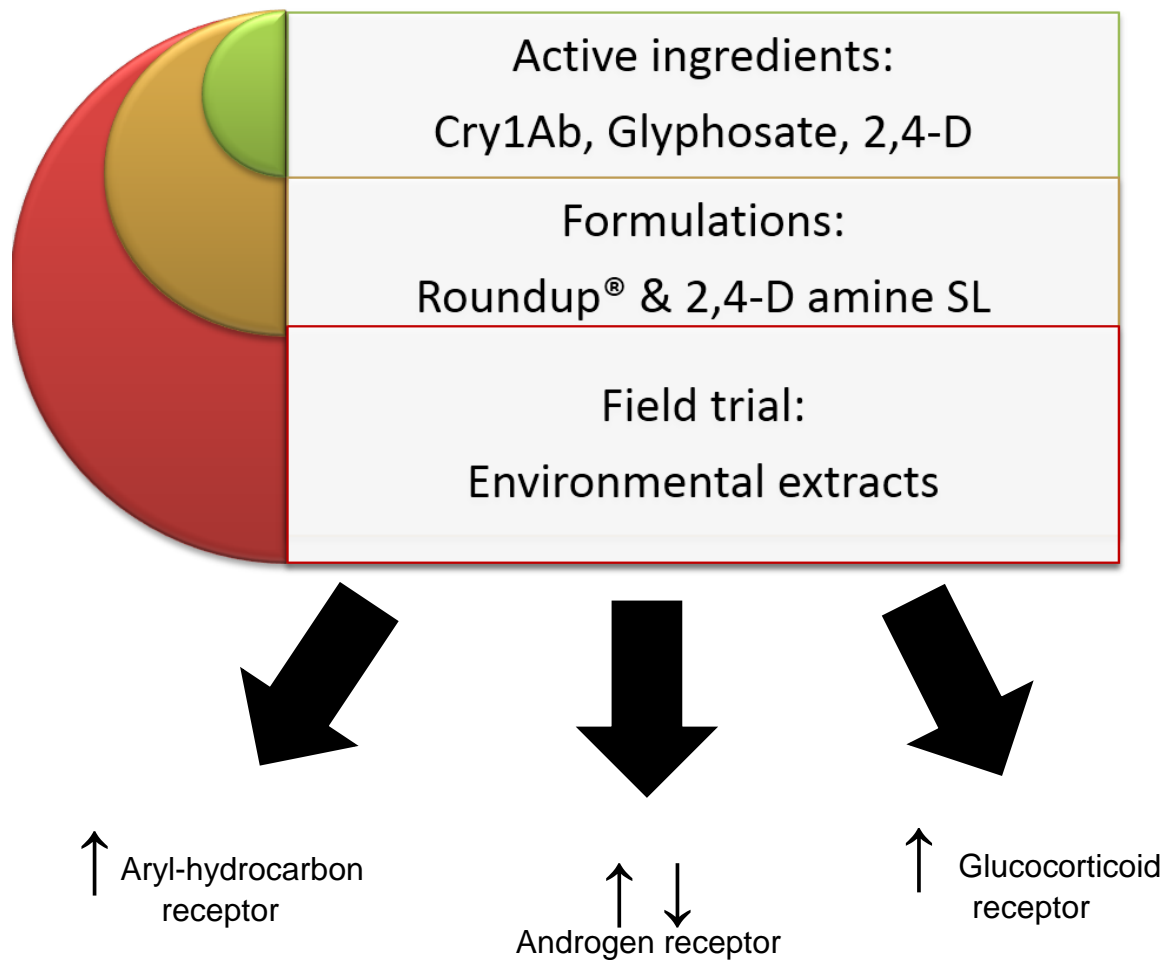 Active ingredients:
Cry1Ab, Glyphosate, 2,4-D
Formulations:
Roundup® & 2,4-D amine SL
Field trial:
Environmental extracts
↑ Aryl-hydrocarbon
receptor
↑ ↓
Androgen receptor
↑ Glucocorticoid
receptor